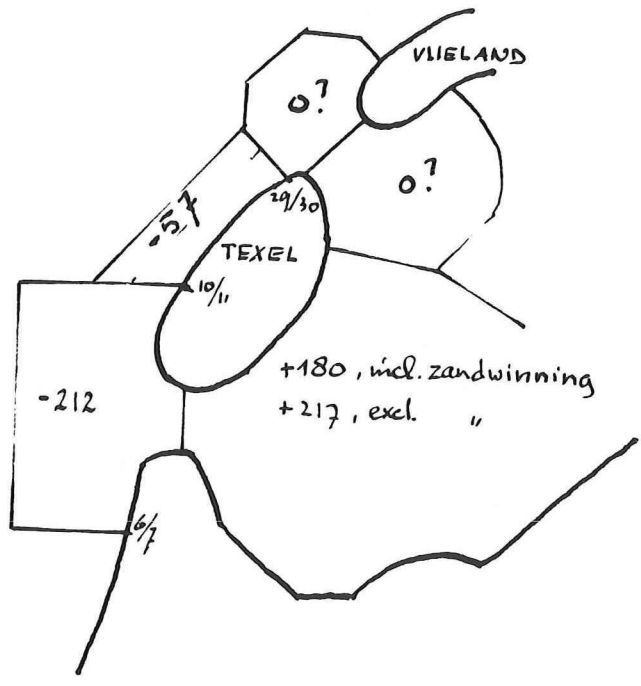 VLIELAND
0?
0?
29/30
-57
TEXEL
10/11
+180, incl. zandwinning
-212
+217, excl. "
6/7